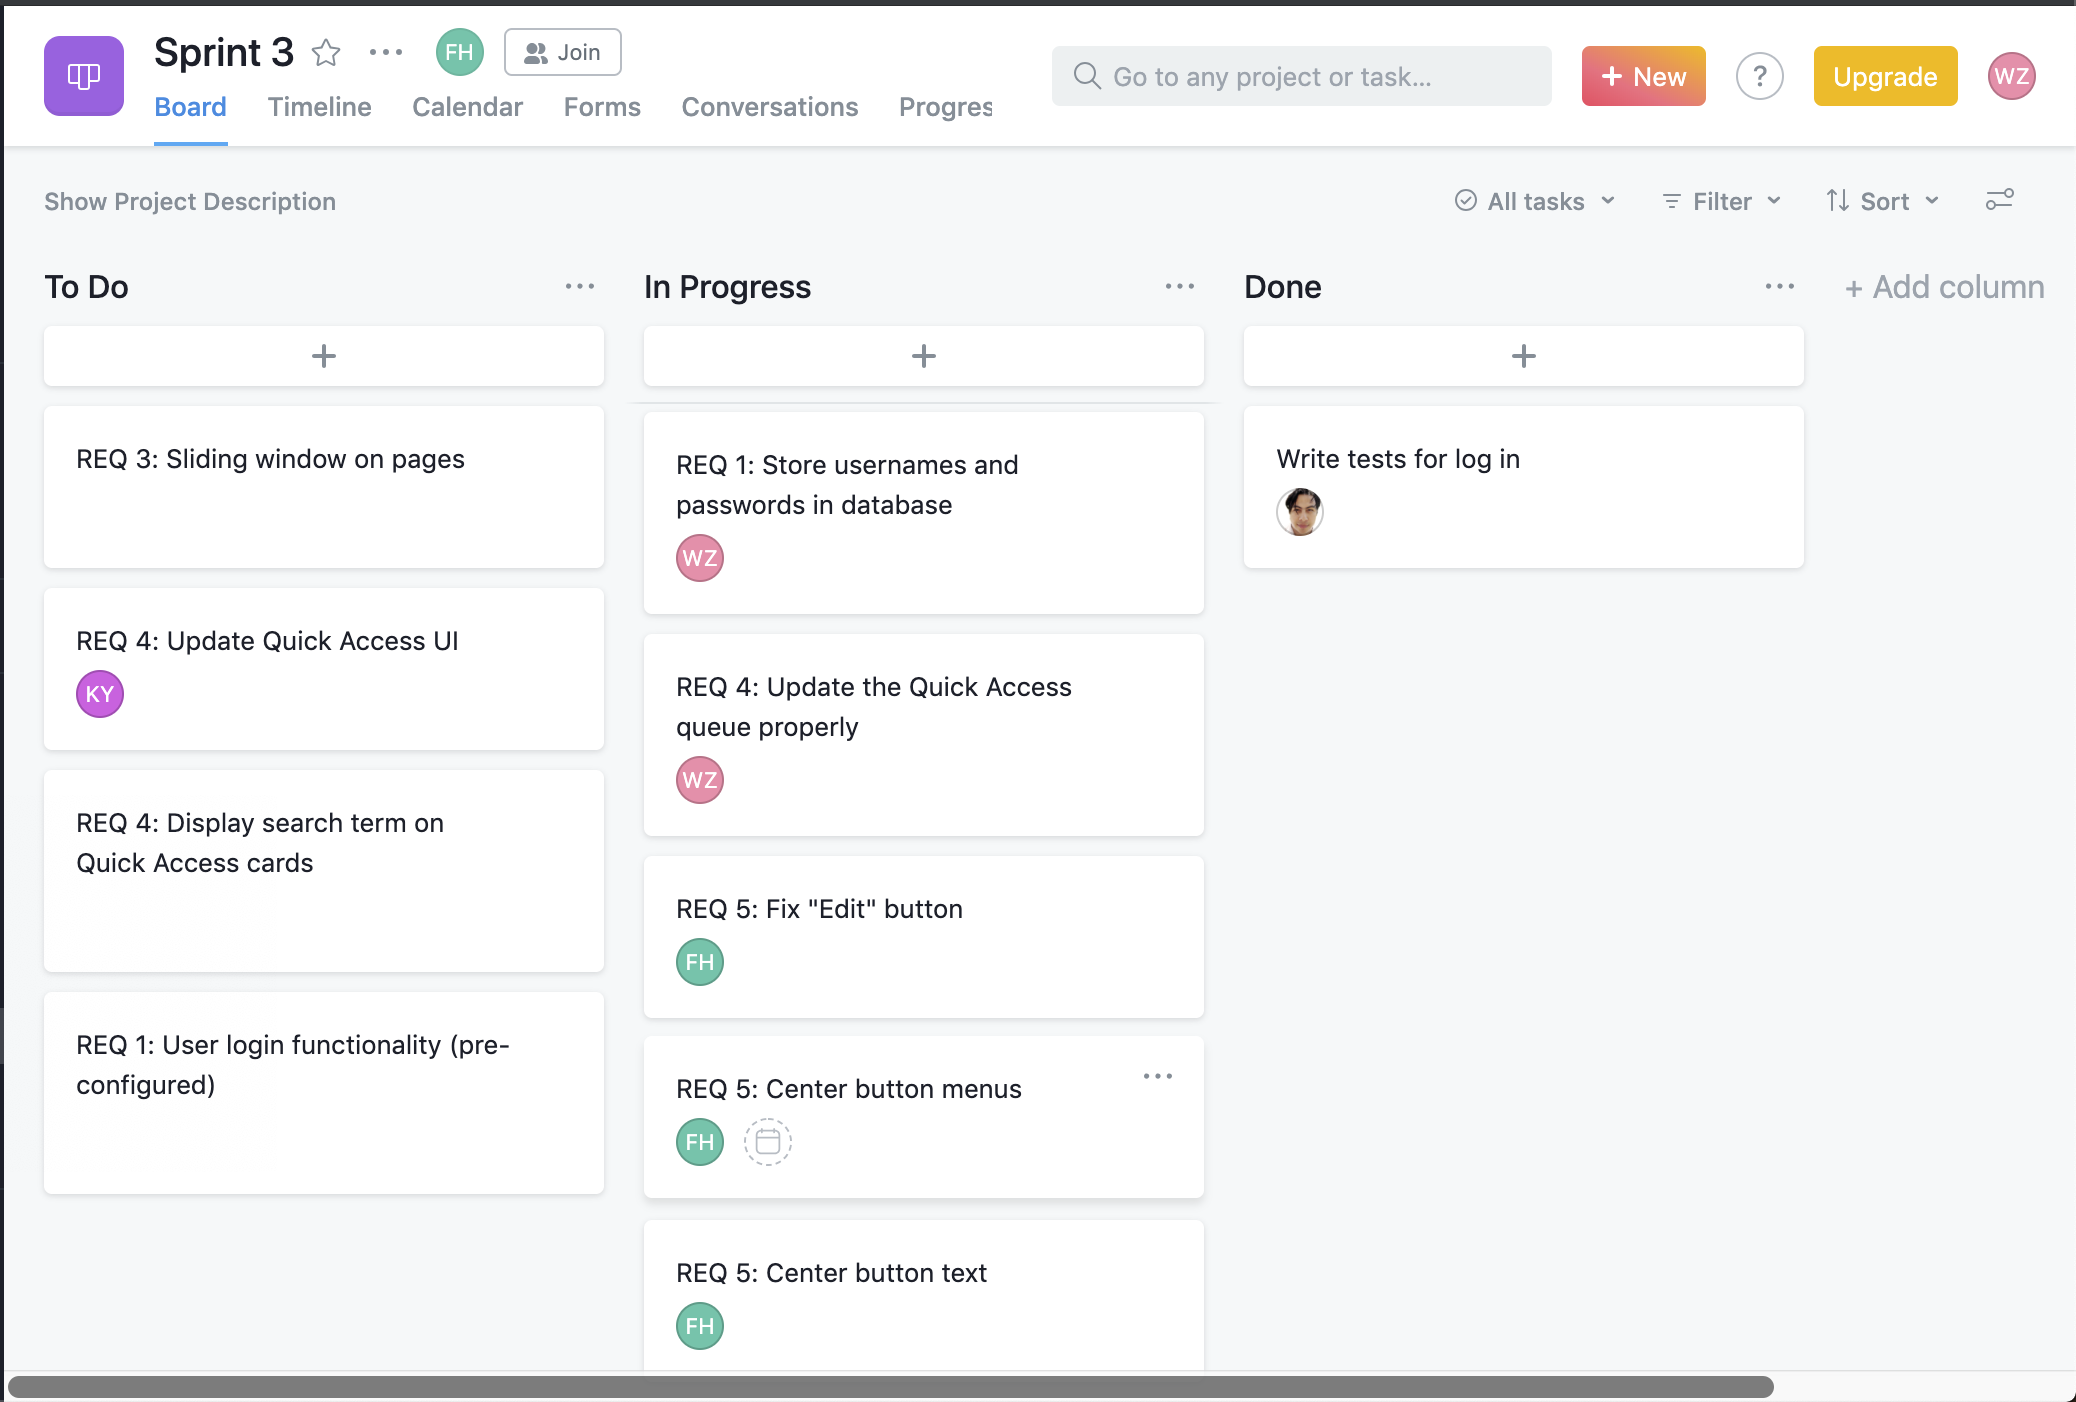 Sprint 3
FH
Join
Board
Timeline
Calendar
Forms
Conversations
Progres
Go to any project or task...
+ New
?
Upgrade
WZ
Show Project Description
All tasks
Filter
Sort
To Do
+
REQ 3: Sliding window on pages
REQ 4: Update Quick Access UI
KY
REQ 4: Display search term on
Quick Access cards
REQ 1: User login functionality (pre-
configured)
In Progress
+
REQ 1: Store usernames and
passwords in database
WZ
REQ 4: Update the Quick Access
queue properly
WZ
REQ 5: Fix "Edit" button
FH
REQ 5: Center button menus
FH
REQ 5: Center button text
FH
Done
+
Write tests for log in
+ Add column